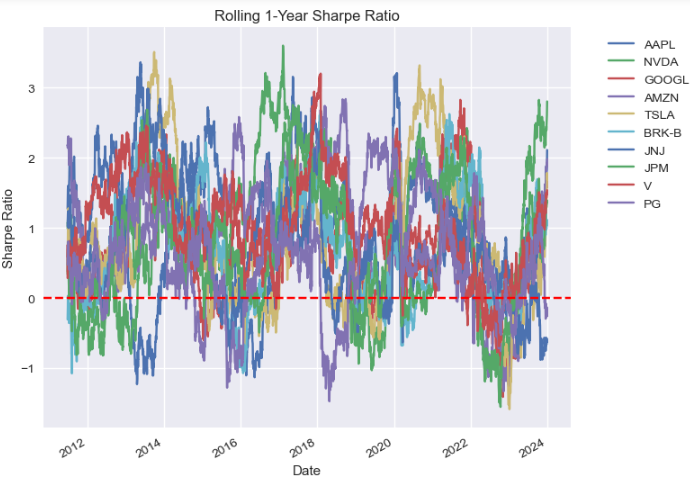 Rolling 1-Year Sharpe Ratio
Sharpe Ratio
3
2
1
0
−1
2012
2014
2016
2018
2020
2022
2024
Date
AAPL
NVDA
GOOGL
AMZN
TSLA
BRK-B
JNJ
JPM
V
PG